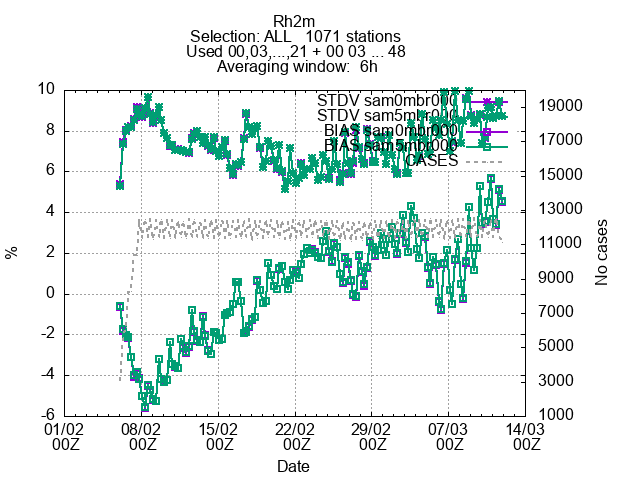 Rh2m
Selection: ALL 1071 stations
Used 00,03,...,21 + 00 03 ... 48
Averaging window: 6h
STDV sam0mbr000
STDV sam5mbr000
BIAS sam0mbr000
BIAS sam5mbr000
CASES
10
8
6
4
2
0
-2
-4
-6
%
19000
17000
15000
13000
11000
9000
7000
5000
3000
1000
No cases
01/02 08/02 15/02 22/02 29/02 07/03 14/03
00Z 00Z 00Z 00Z 00Z 00Z 00Z
Date